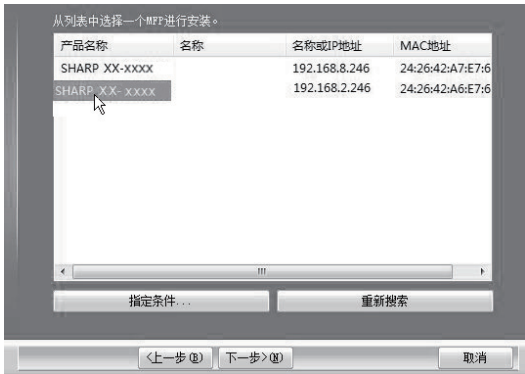 从列表中选择一个MFP进行安装。
产品名称 名称 名称或IP地址 MAC地址
SHARP XX-xxxx 192.168.8.246 24:26:42:A7:E7:6
SHARP XX- xxxx 192.168.2.246 24:26:42:A6:E7:6
指定条件... 重新搜索
<上一步(B) 下一步>(N) 取消